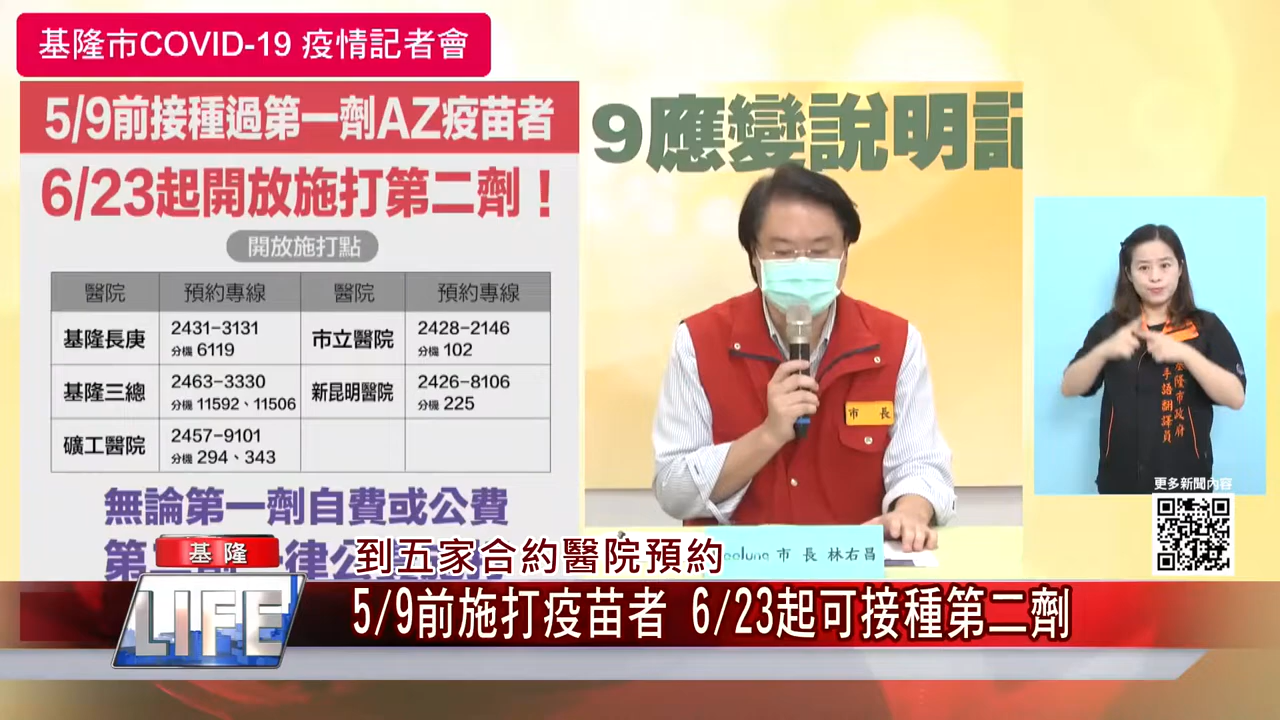 基隆市COVID-19 疫情記者會
5/9前接種過第一劑AZ疫苗者
6/23起開放施打第二劑！
開放施打點
醫院 預約專線 醫院 預約專線
基隆長庚 2431-3131 分機 6119 市立醫院 2428-2146 分機 102
基隆三總 2463-3330 分機 11592、11506 新昆明醫院 2426-8106 分機 225
礦工醫院 2457-9101 分機 294、343
無論第一劑自費或公費
9應變說明記
市 長
市 長 林右昌
基隆市政府
手語翻譯員
更多新聞內容
基隆
LIFE
到五家合約醫院預約
5/9前施打疫苗者 6/23起可接種第二劑